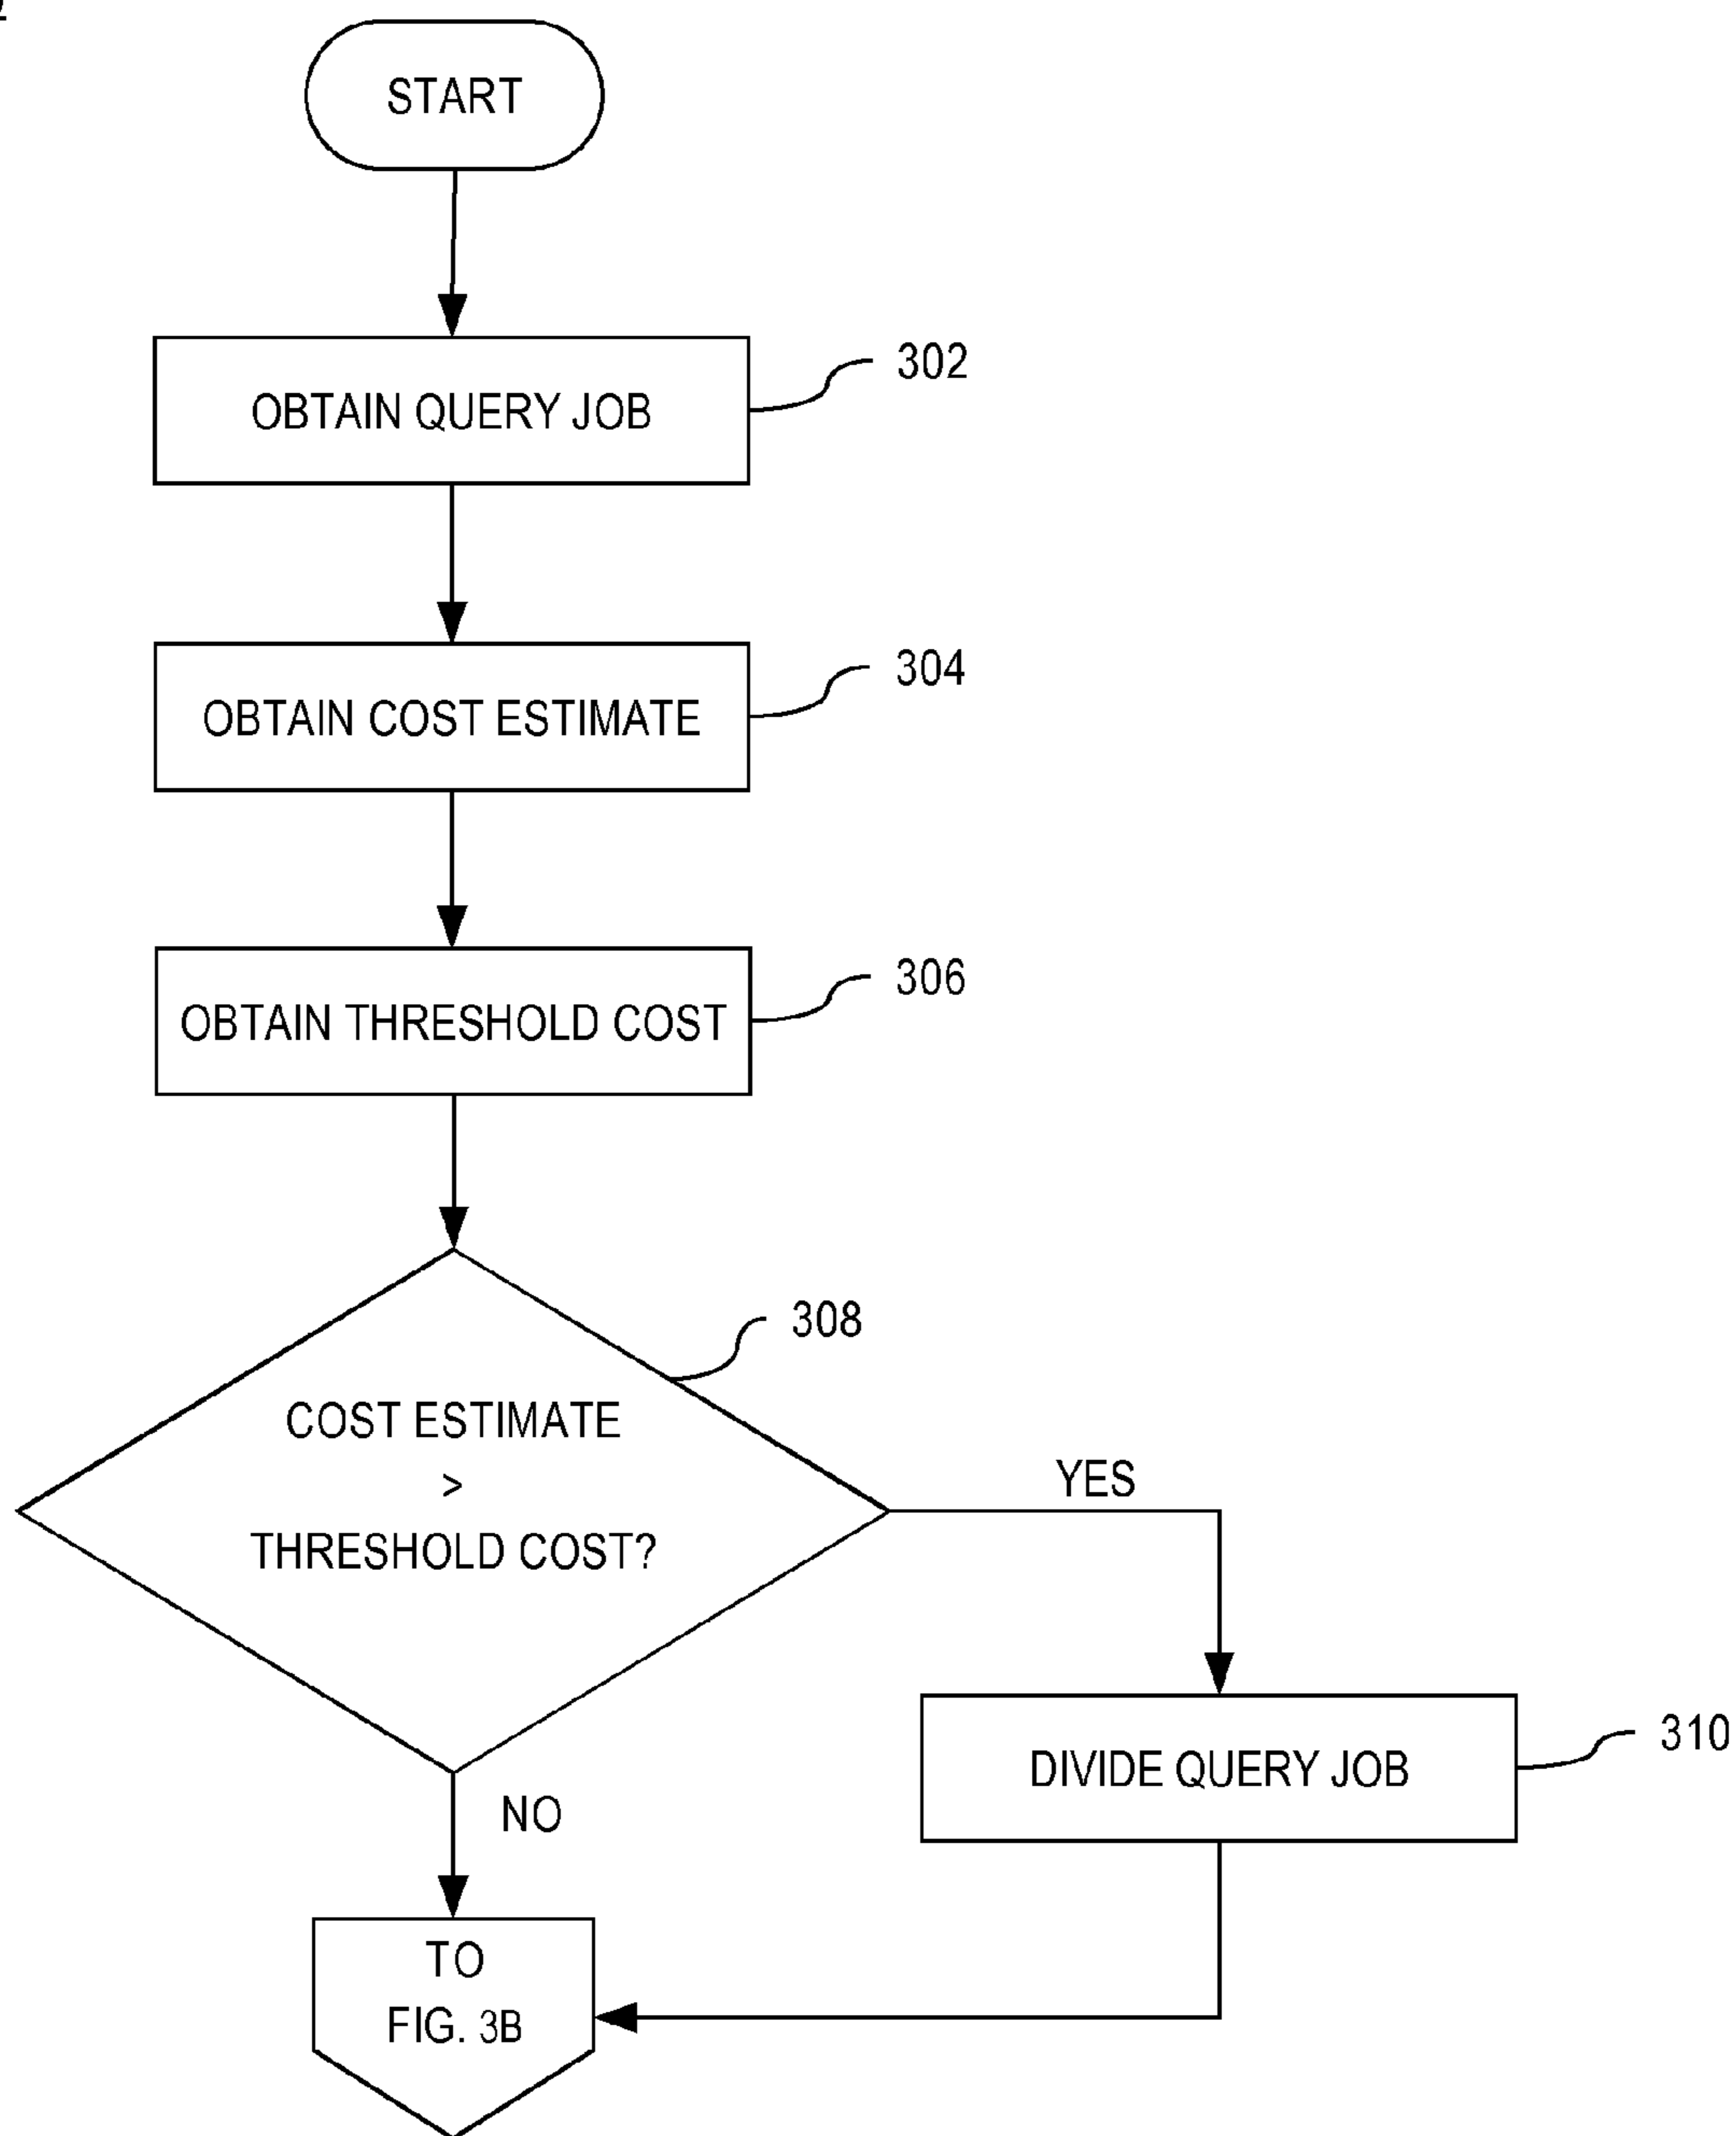 START
302
OBTAIN QUERY JOB
304
OBTAIN COST ESTIMATE
306
OBTAIN THRESHOLD COST
308
COST ESTIMATE
>
THRESHOLD COST?
YES
310
DIVIDE QUERY JOB
NO
TO
FIG. 3B